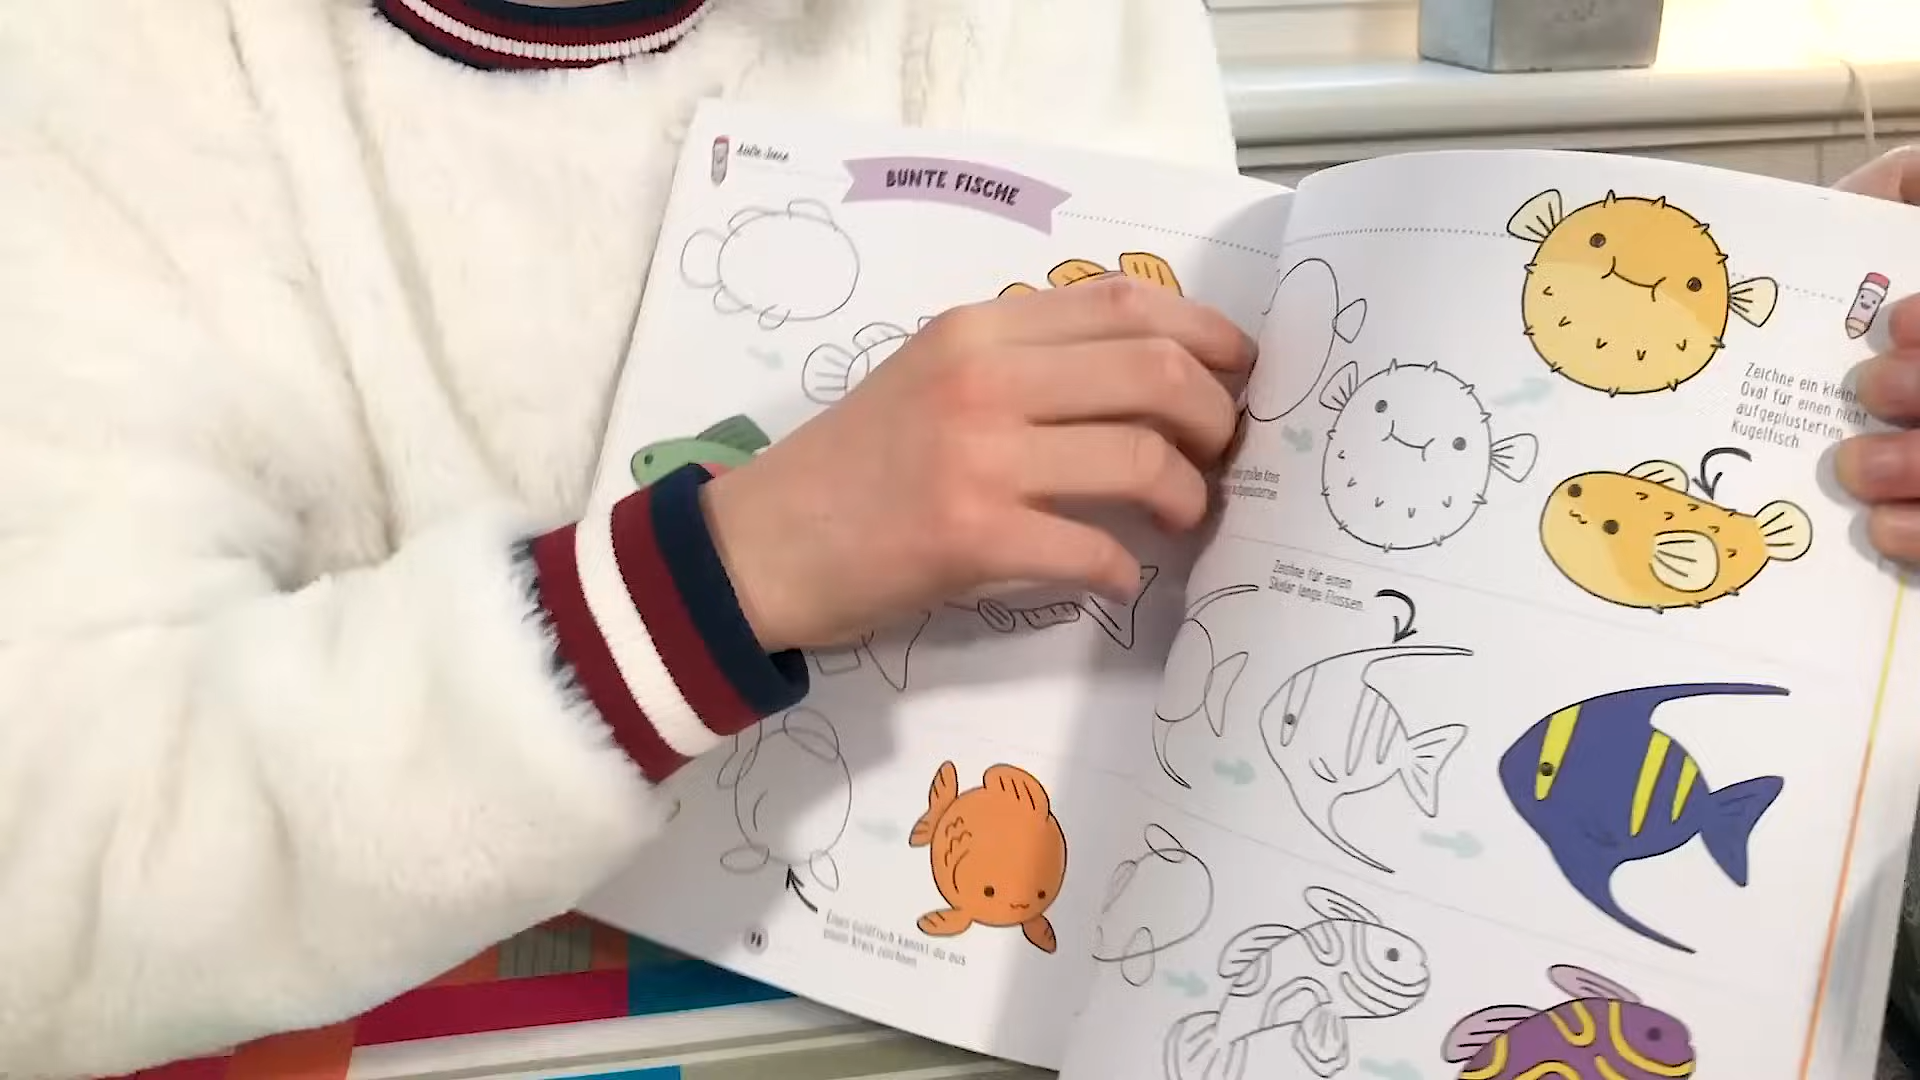 BUNTE FISCHE
Zeichne ein klein
Oval für einen nicht
aufgeplusterten
Kugelfisch.
Zeichne für einen
Skalar lange Flossen.
Einen Goldfisch kannst du aus
einem Kreis zeichnen.